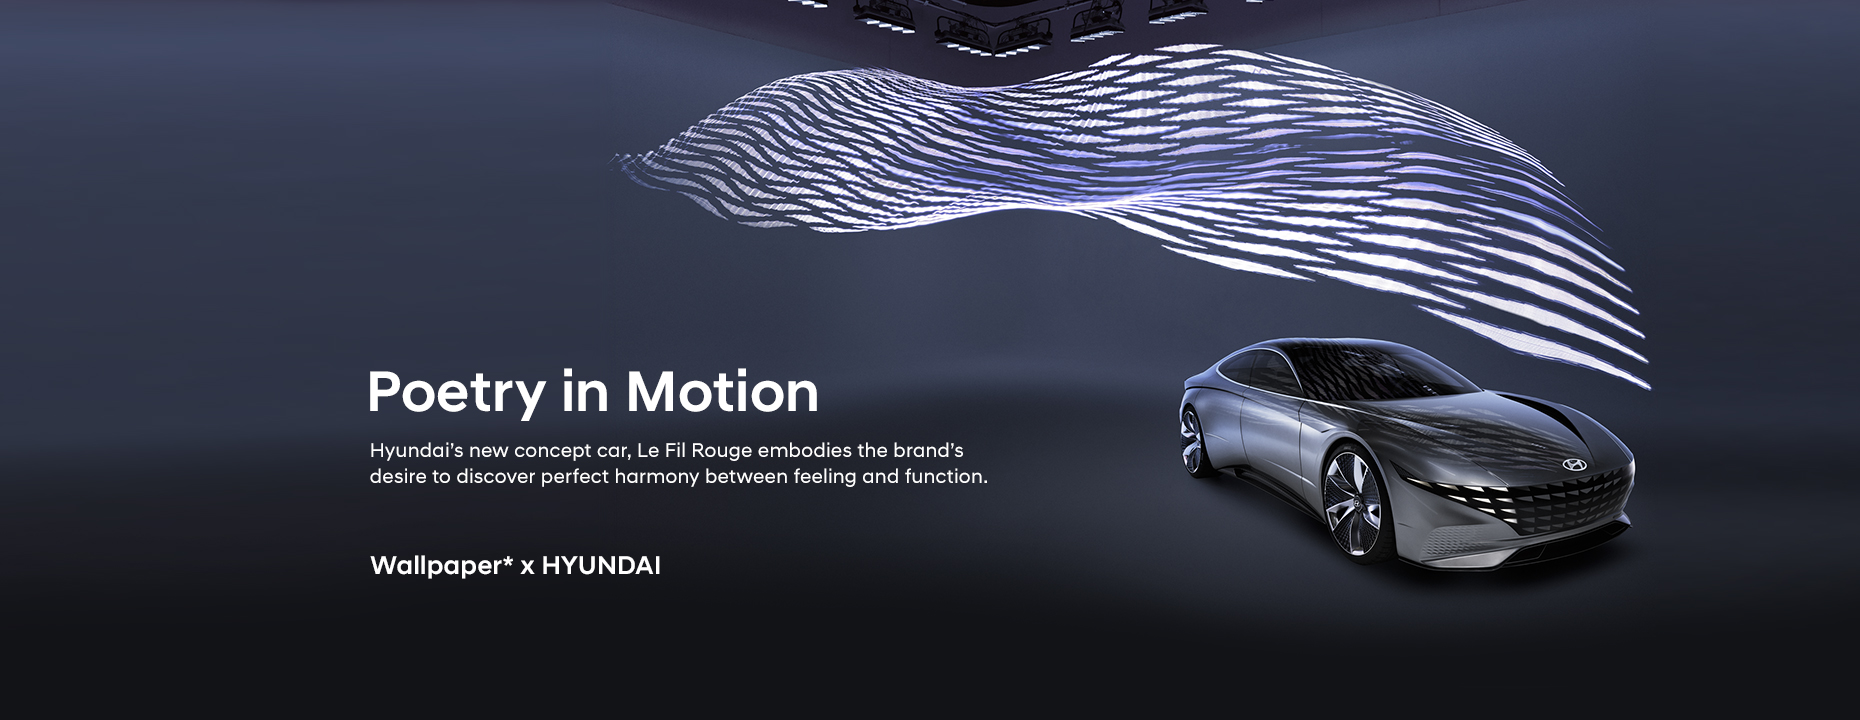 Poetry in Motion
Hyundai’s new concept car, Le Fil Rouge embodies the brand’s
desire to discover perfect harmony between feeling and function.
Wallpaper* x HYUNDAI